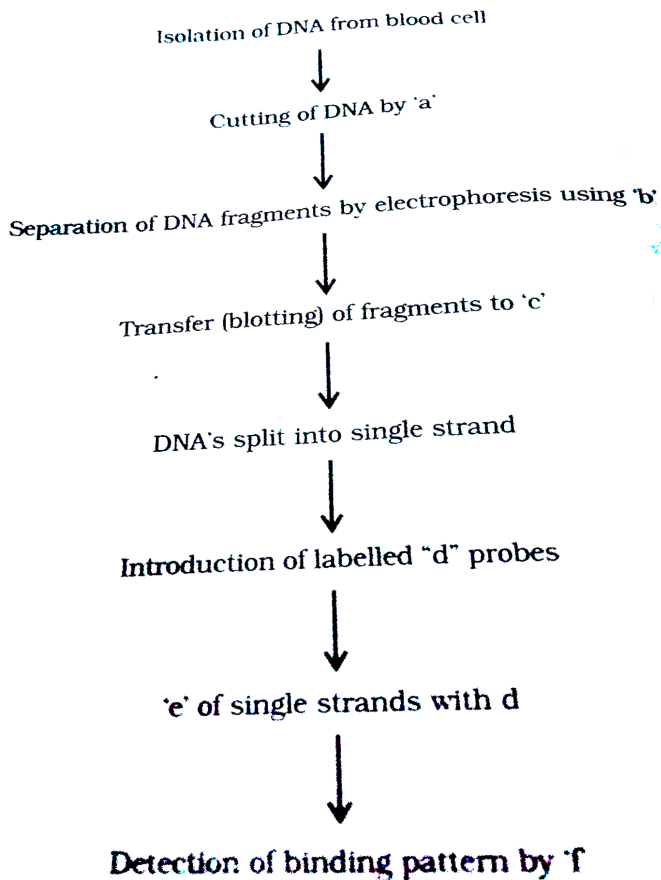 Isolation of DNA from blood cell
Cutting of DNA by 'a'
Separation of DNA fragments by electrophoresis using 'b'
Transfer (blotting) of fragments to 'c'
DNA's split into single strand
Introduction of labelled “d” probes
'e' of single strands with d
Detection of binding pattern by 'f